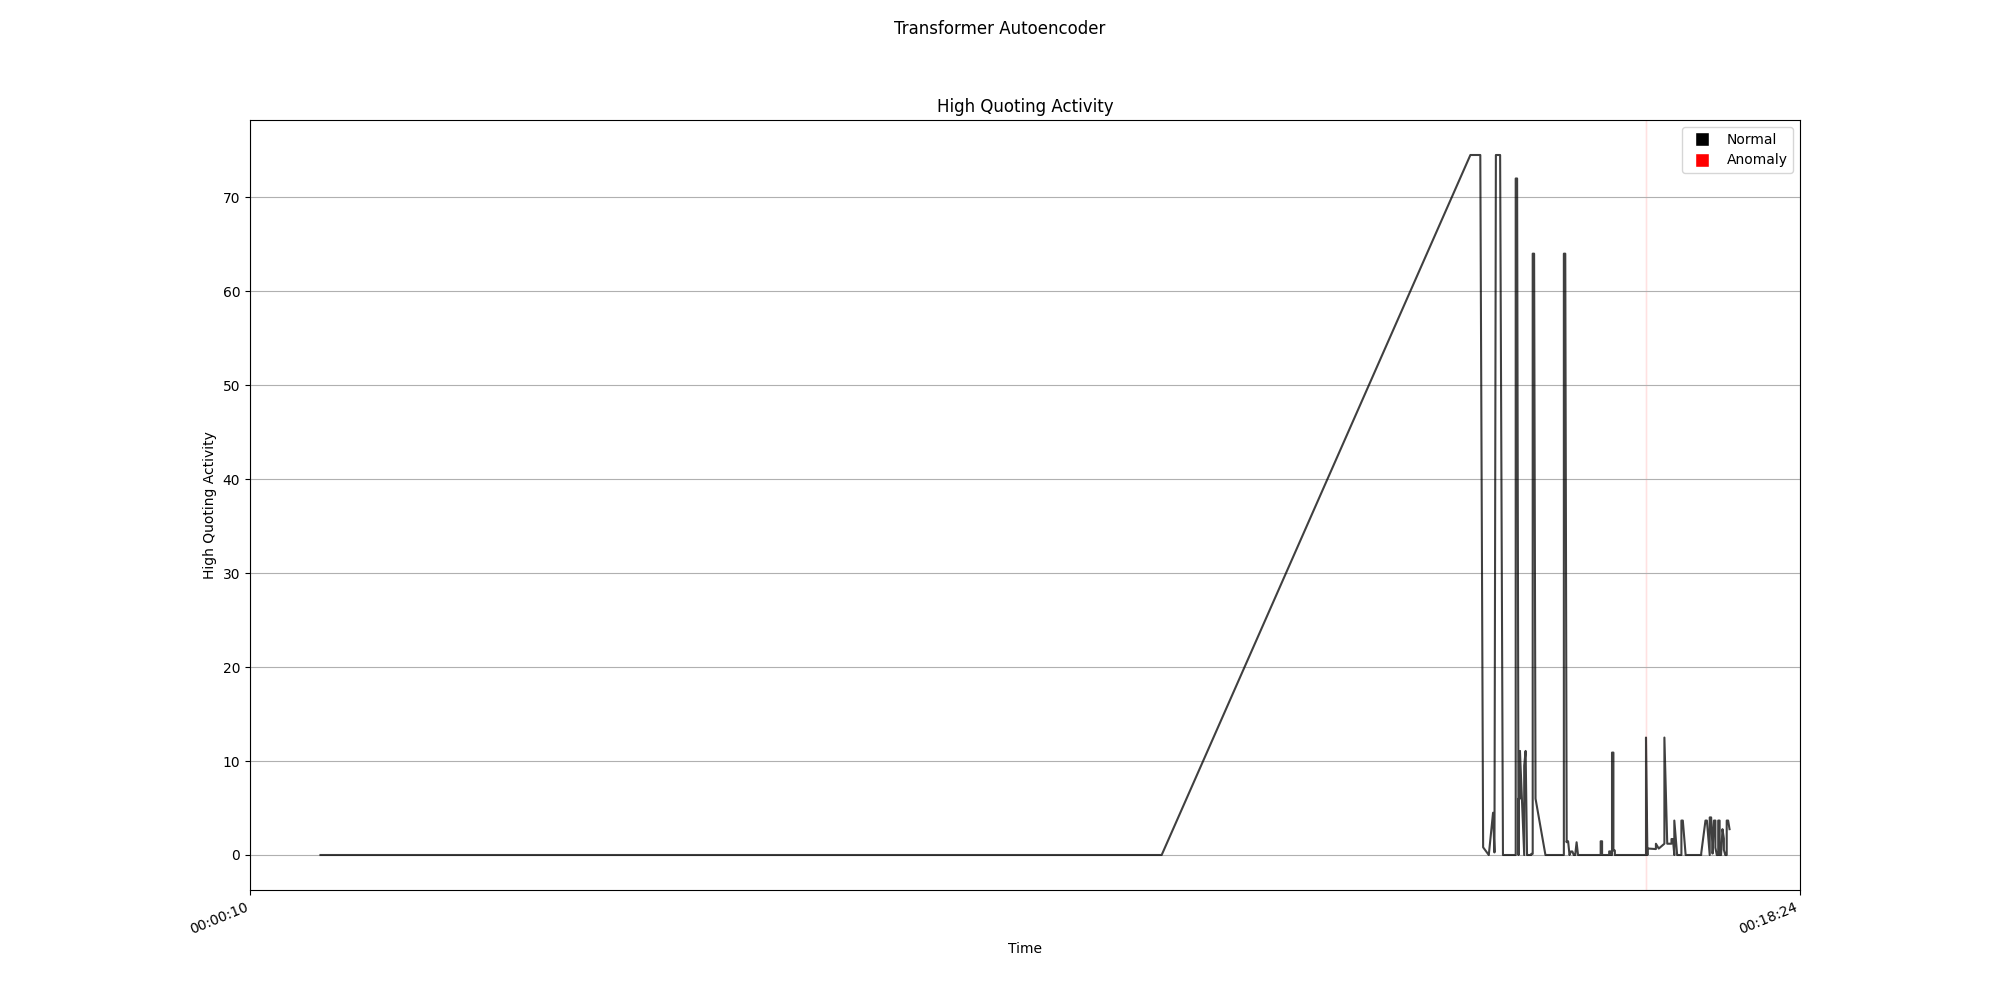 Transformer Autoencoder
High Quoting Activity
Normal
Anomaly
High Quoting Activity
70
60
50
40
30
20
10
0
00:00:10
00:18:24
Time